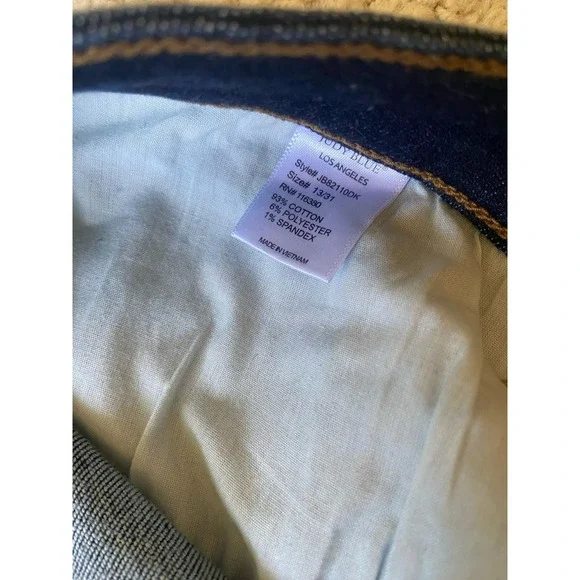 JUDY BLUE®
LOS ANGELES
Style# JB82110DK
Size# 13/31
RN# 116380
93% COTTON
6% POLYESTER
1% SPANDEX
MADE IN VIETNAM